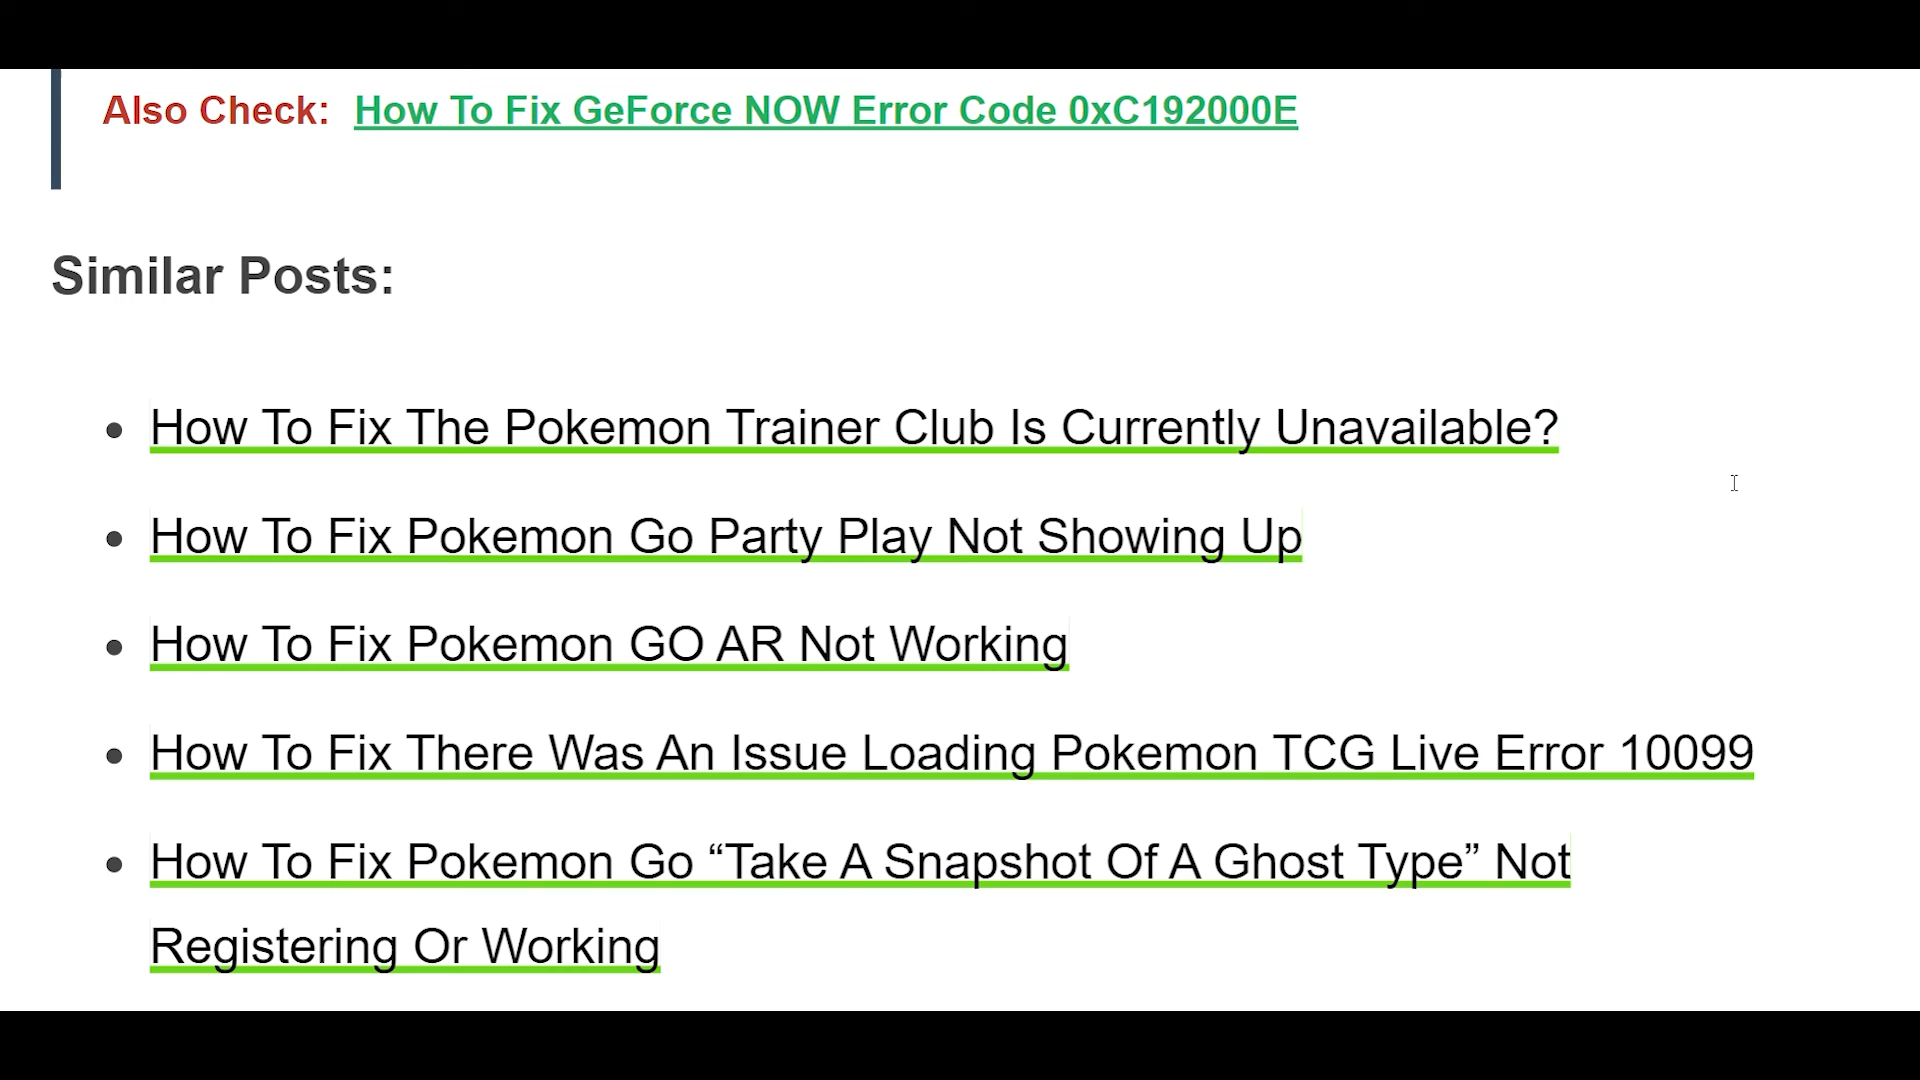 Also Check: How To Fix GeForce NOW Error Code 0xC192000E
Similar Posts:
How To Fix The Pokemon Trainer Club Is Currently Unavailable?
How To Fix Pokemon Go Party Play Not Showing Up
How To Fix Pokemon GO AR Not Working
How To Fix There Was An Issue Loading Pokemon TCG Live Error 10099
How To Fix Pokemon Go “Take A Snapshot Of A Ghost Type” Not
Registering Or Working